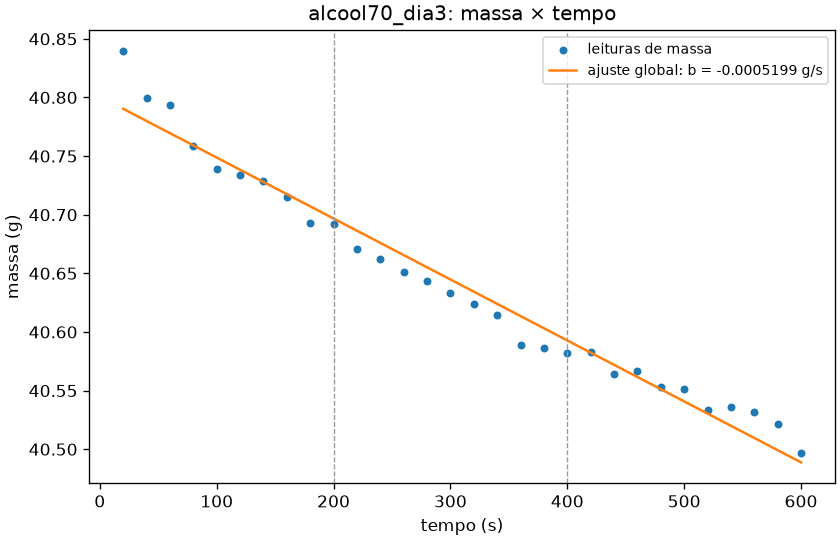 alcool70_dia3: massa × tempo
leituras de massa
ajuste global: b = -0.0005199 g/s
massa (g)
40.85
40.80
40.75
40.70
40.65
40.60
40.55
40.50
0 100 200 300 400 500 600
tempo (s)